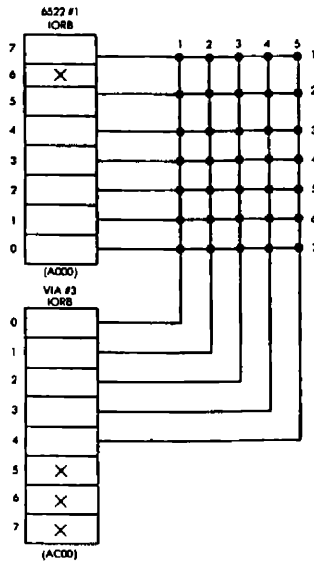 6522 #1
IORB
1 2 3 4 5
7 1
6 X
5 2
4 3
3 4
2 5
1 6
0 7
(A000)
VIA #3
IORB
0
1
2
3
4
5 X
6 X
7 X
(AC00)